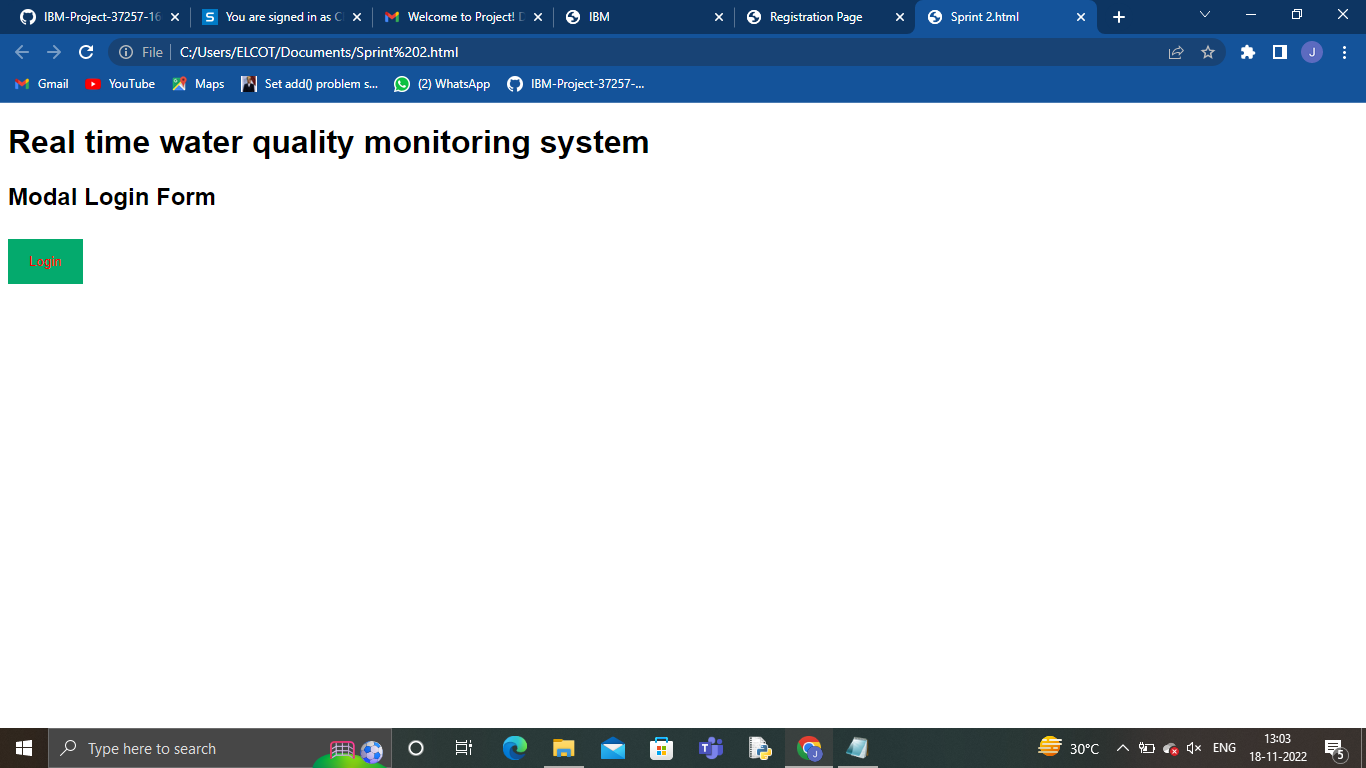 IBM-Project-37257-16
You are signed in as C
Welcome to Project! D
IBM
Registration Page
Sprint 2.html
File
C:/Users/ELCOT/Documents/Sprint%202.html
J
Gmail
YouTube
Maps
Set add() problem s...
(2) WhatsApp
IBM-Project-37257-...
Real time water quality monitoring system
Modal Login Form
Login
Type here to search
30°C
ENG
13:03
18-11-2022
5